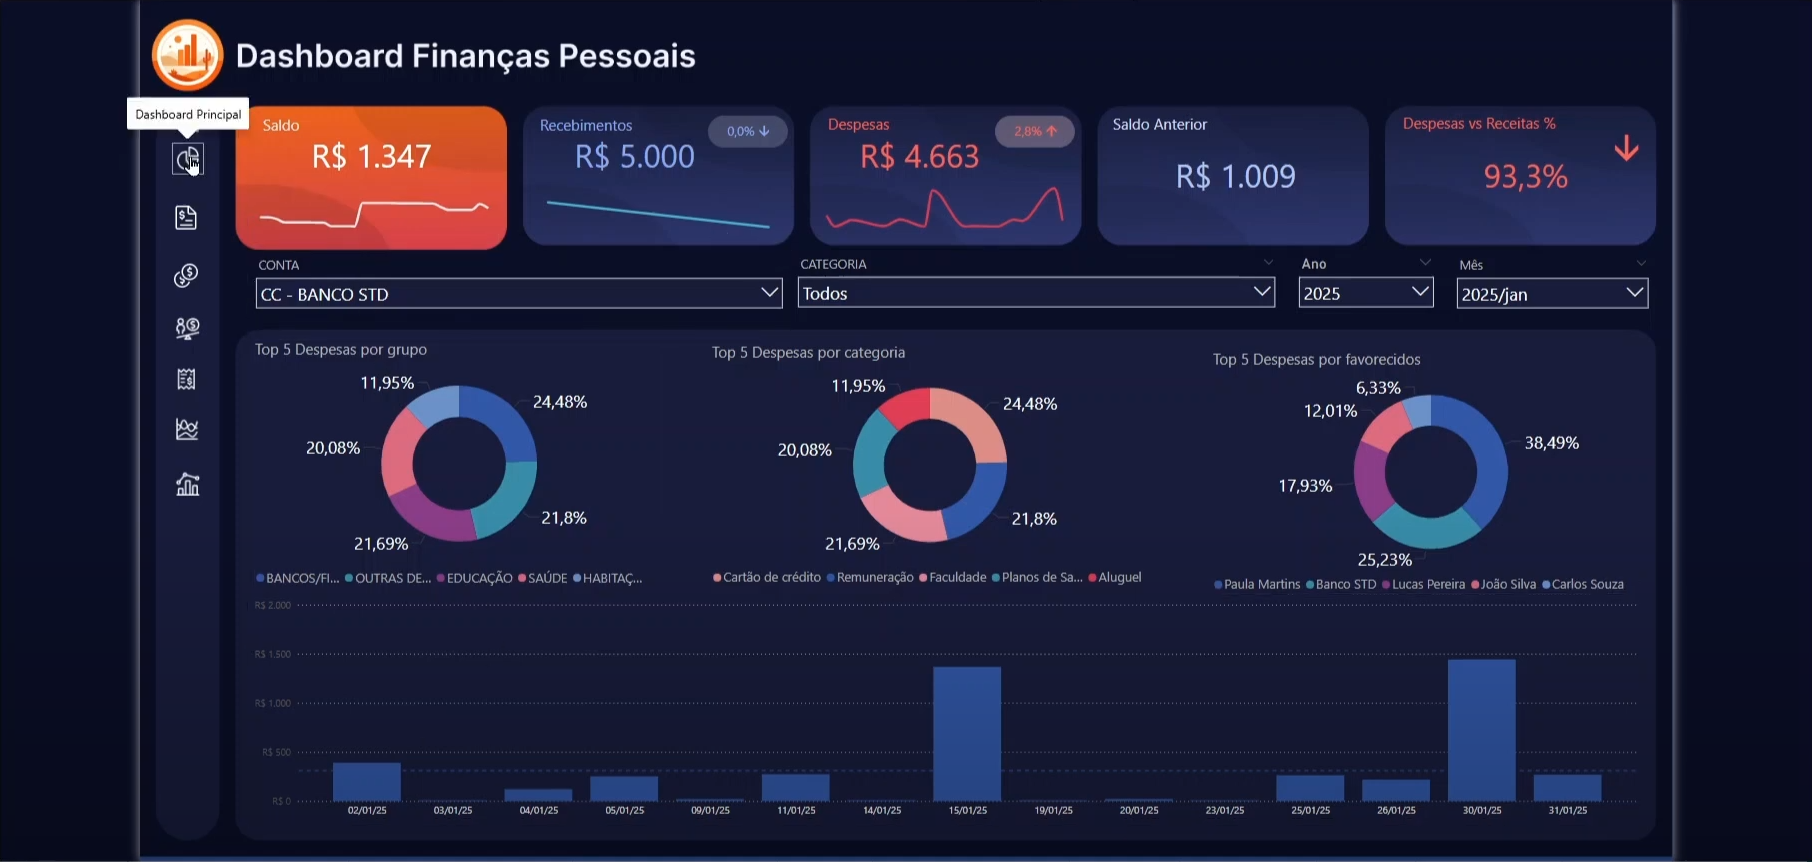 Dashboard Finanças Pessoais
Dashboard Principal
Saldo
R$ 1.347
Recebimentos
0,0%
R$ 5.000
Despesas
2,8%
R$ 4.663
Saldo Anterior
R$ 1.009
Despesas vs Receitas %
93,3%
CONTA
CC - BANCO STD
CATEGORIA
Todos
Ano
2025
Mês
2025/jan
Top 5 Despesas por grupo
11,95%
24,48%
20,08%
21,8%
21,69%
BANCOS/FI... OUTRAS DE... EDUCAÇÃO SAÚDE HABITAÇ...
Top 5 Despesas por categoria
11,95%
24,48%
20,08%
21,8%
21,69%
Cartão de crédito Remuneração Faculdade Planos de Sa... Aluguel
Top 5 Despesas por favorecidos
6,33%
12,01%
38,49%
17,93%
25,23%
Paula Martins Banco STD Lucas Pereira João Silva Carlos Souza
R$ 2.000
R$ 1.500
R$ 1.000
R$ 500
R$ 0
02/01/25 03/01/25 04/01/25 05/01/25 09/01/25 11/01/25 14/01/25 15/01/25 19/01/25 20/01/25 23/01/25 25/01/25 26/01/25 30/01/25 31/01/25